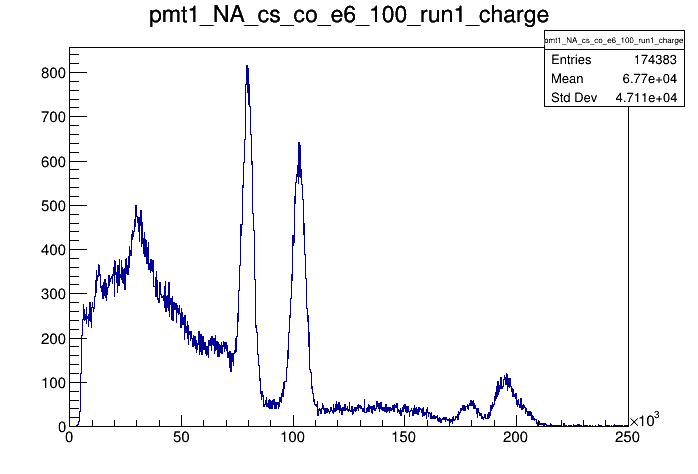 pmt1_NA_cs_co_e6_100_run1_charge
pmt1_NA_cs_co_e6_100_run1_charge
Entries 174383
Mean 6.77e+04
Std Dev 4.711e+04
800
700
600
500
400
300
200
100
0
0 50 100 150 200 250
×10³